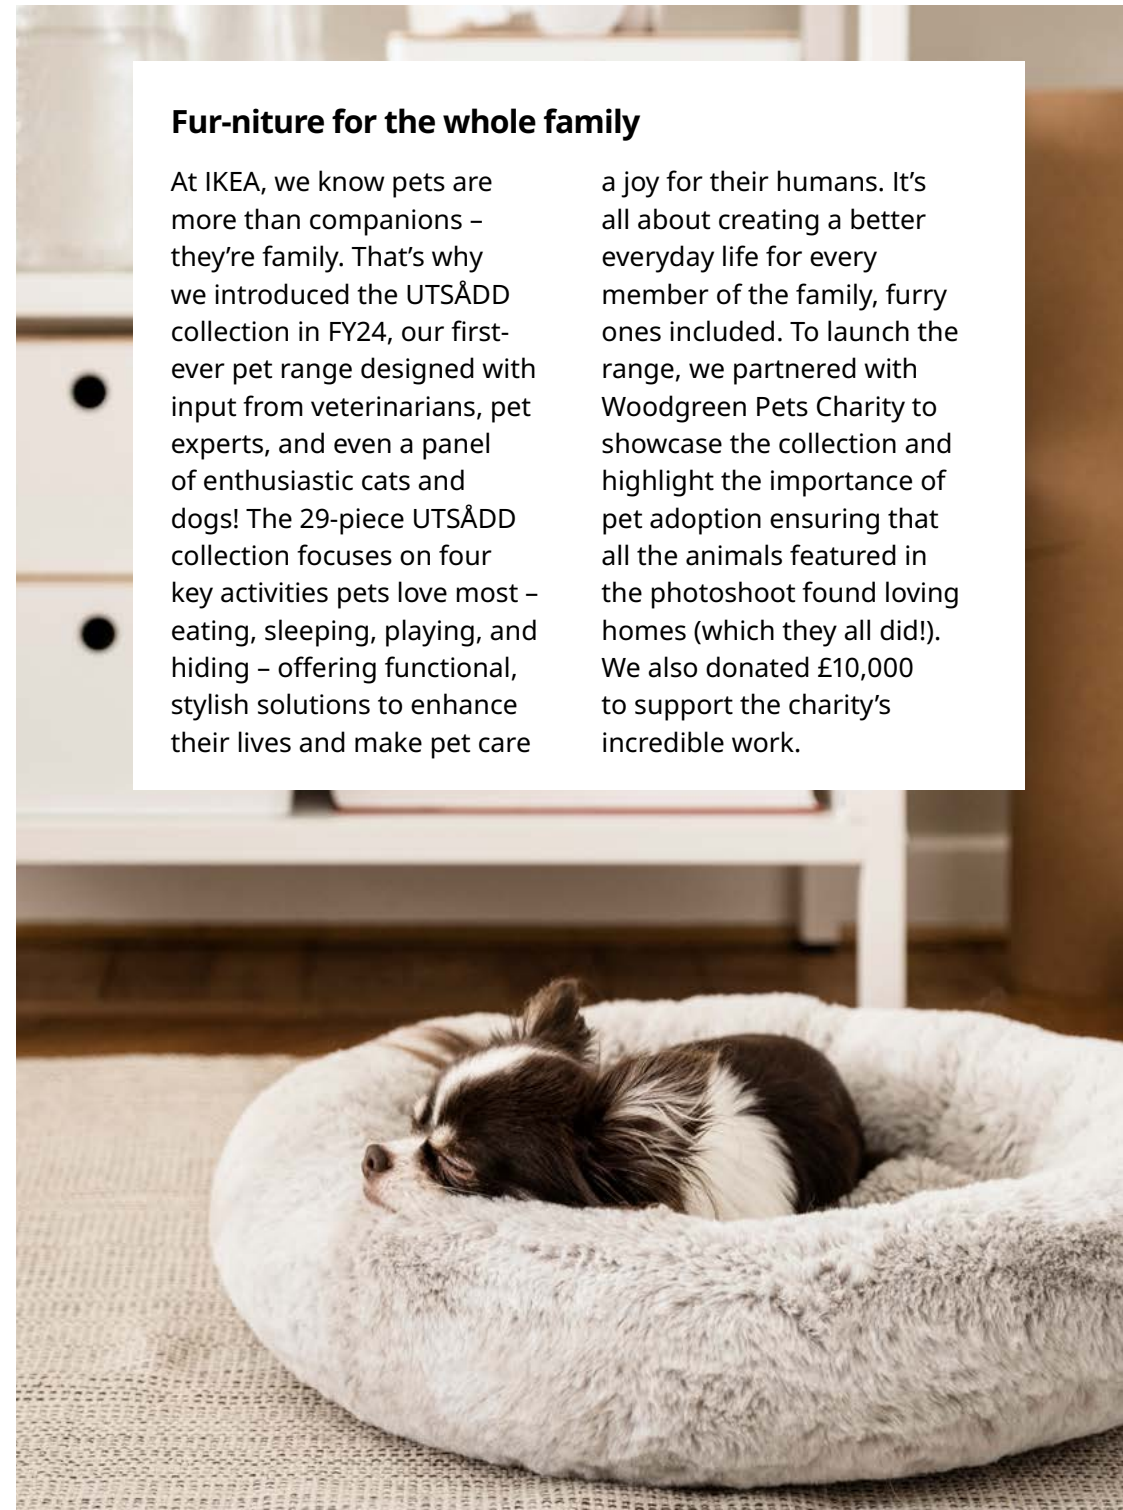 Fur-niture for the whole family
At IKEA, we know pets are
more than companions –
they’re family. That’s why
we introduced the UTSÅDD
collection in FY24, our first-
ever pet range designed with
input from veterinarians, pet
experts, and even a panel
of enthusiastic cats and
dogs! The 29-piece UTSÅDD
collection focuses on four
key activities pets love most –
eating, sleeping, playing, and
hiding – offering functional,
stylish solutions to enhance
their lives and make pet care
a joy for their humans. It’s
all about creating a better
everyday life for every
member of the family, furry
ones included. To launch the
range, we partnered with
Woodgreen Pets Charity to
showcase the collection and
highlight the importance of
pet adoption ensuring that
all the animals featured in
the photoshoot found loving
homes (which they all did!).
We also donated £10,000
to support the charity’s
incredible work.